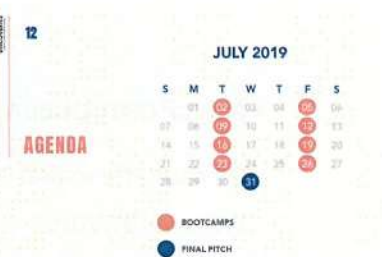 12
JULY 2019
S M T W T F S
01 02 03 04 05 06
07 08 09 10 11 12 13
AGENDA
14 15 16 17 18 19 20
21 22 23 24 25 26 27
28 29 30 31
BOOTCAMPS
FINAL PITCH